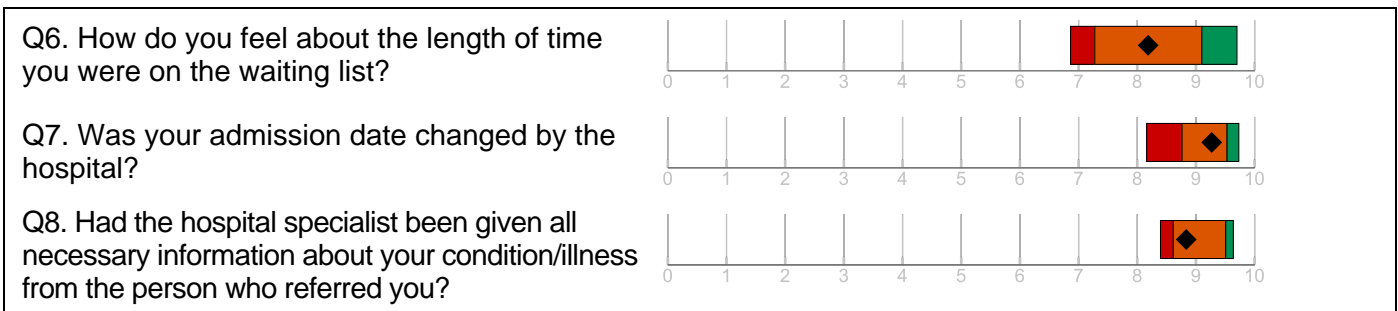 Q6. How do you feel about the length of time
you were on the waiting list?
0 1 2 3 4 5 6 7 8 9 10
Q7. Was your admission date changed by the
hospital?
0 1 2 3 4 5 6 7 8 9 10
Q8. Had the hospital specialist been given all
necessary information about your condition/illness
from the person who referred you?
0 1 2 3 4 5 6 7 8 9 10